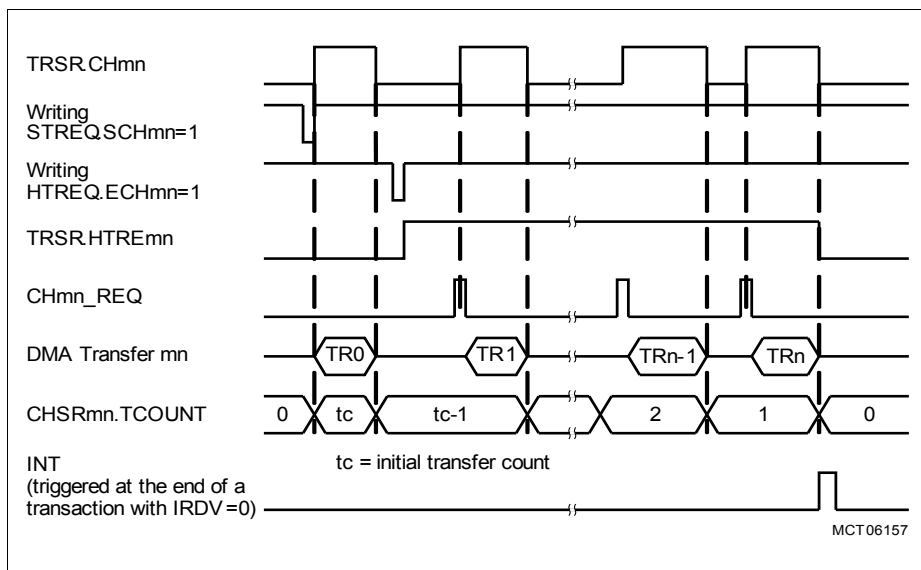 TRSR.CHmn
Writing
STREQ.SCHmn=1
Writing
HTREQ.ECHmn=1
TRSR.HTREmn
CHmn_REQ
DMA Transfer mn
TR0
TR1
TRn-1
TRn
CHSRmn.TCOUNT
0
tc
tc-1
2
1
0
INT
(triggered at the end of a
transaction with IRDV=0)
tc = initial transfer count
MCT06157